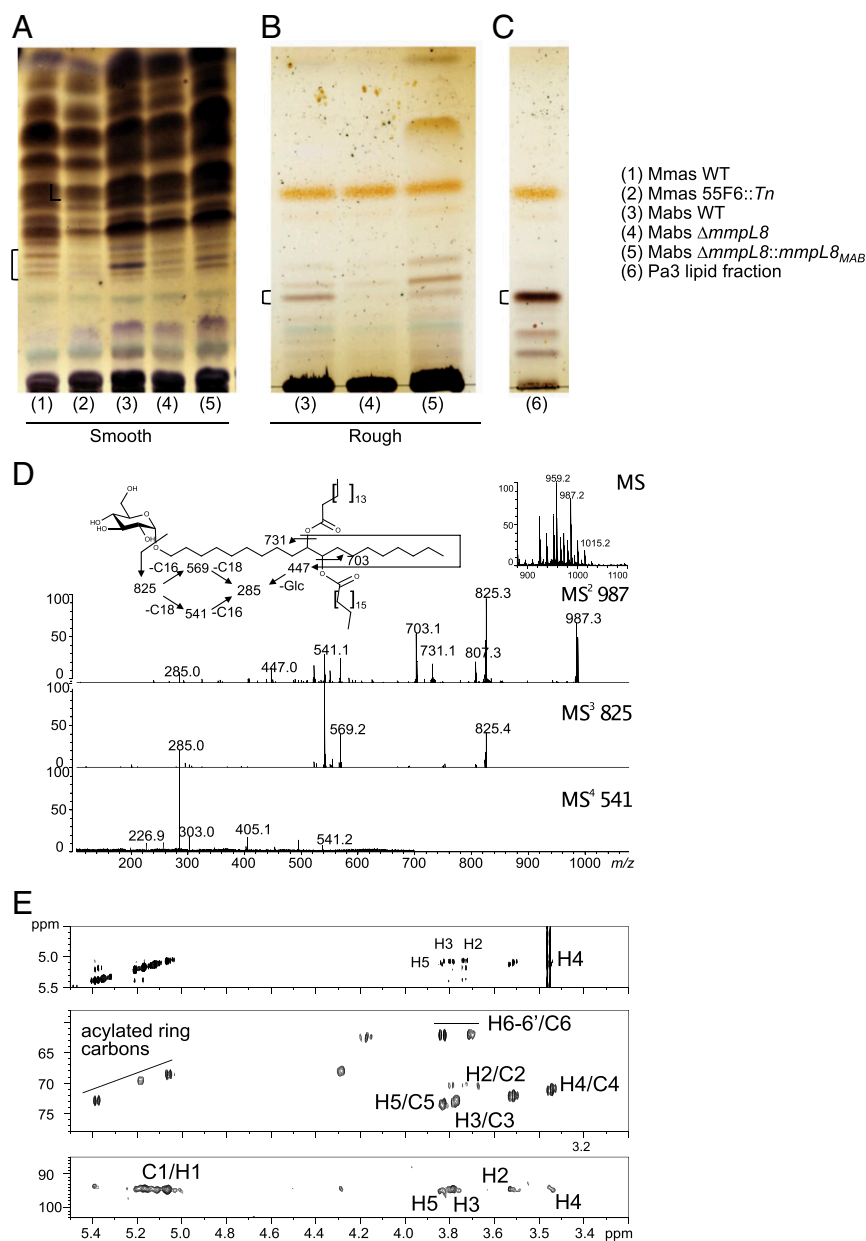 A
B
C
(1) (2) (3) (4) (5)
Smooth
(3) (4) (5)
Rough
(6)
(1) Mmas WT
(2) Mmas 55F6::Tn
(3) Mabs WT
(4) Mabs ΔmmpL8
(5) Mabs ΔmmpL8::mmpL8MAB
(6) Pa3 lipid fraction
D
OH
HO
HO
OH
O
O
13
O
O
731
703
447
O
O
15
-C16 569 -C18
825 285 -Glc
-C18 541 -C16
MS
100
50
0
959.2
987.2
1015.2
900 1000 1100
MS2 987
100
50
0
285.0
447.0
541.1
703.1
731.1
807.3
825.3
987.3
MS3 825
100
50
0
285.0
569.2
825.4
MS4 541
100
50
0
226.9
303.0
405.1
541.2
200 300 400 500 600 700 800 900 1000 m/z
E
ppm
5.0
5.5
H5
H3
H2
H4
acylated ring
carbons
65
70
75
H6-6'/C6
H2/C2
H4/C4
H5/C5
H3/C3
3.2
90
100
C1/H1
H2
H5
H3
H4
5.4 5.2 5.0 4.8 4.6 4.4 4.2 4.0 3.8 3.6 3.4 ppm